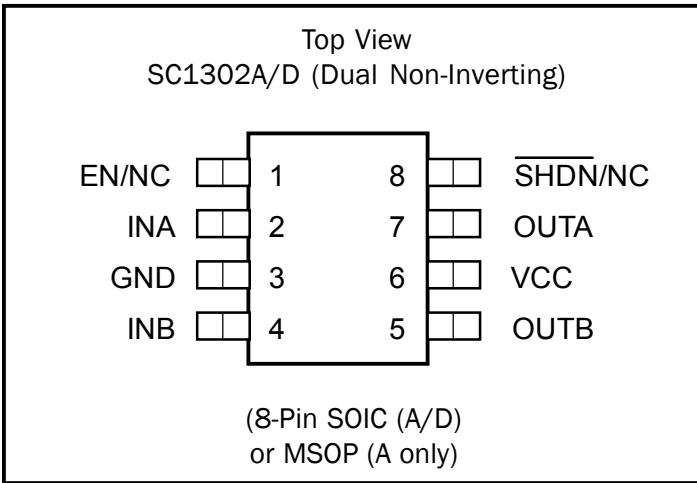 Top View
SC1302A/D (Dual Non-Inverting)
EN/NC 1 8 SHDN/NC
INA 2 7 OUTA
GND 3 6 VCC
INB 4 5 OUTB
(8-Pin SOIC (A/D)
or MSOP (A only)